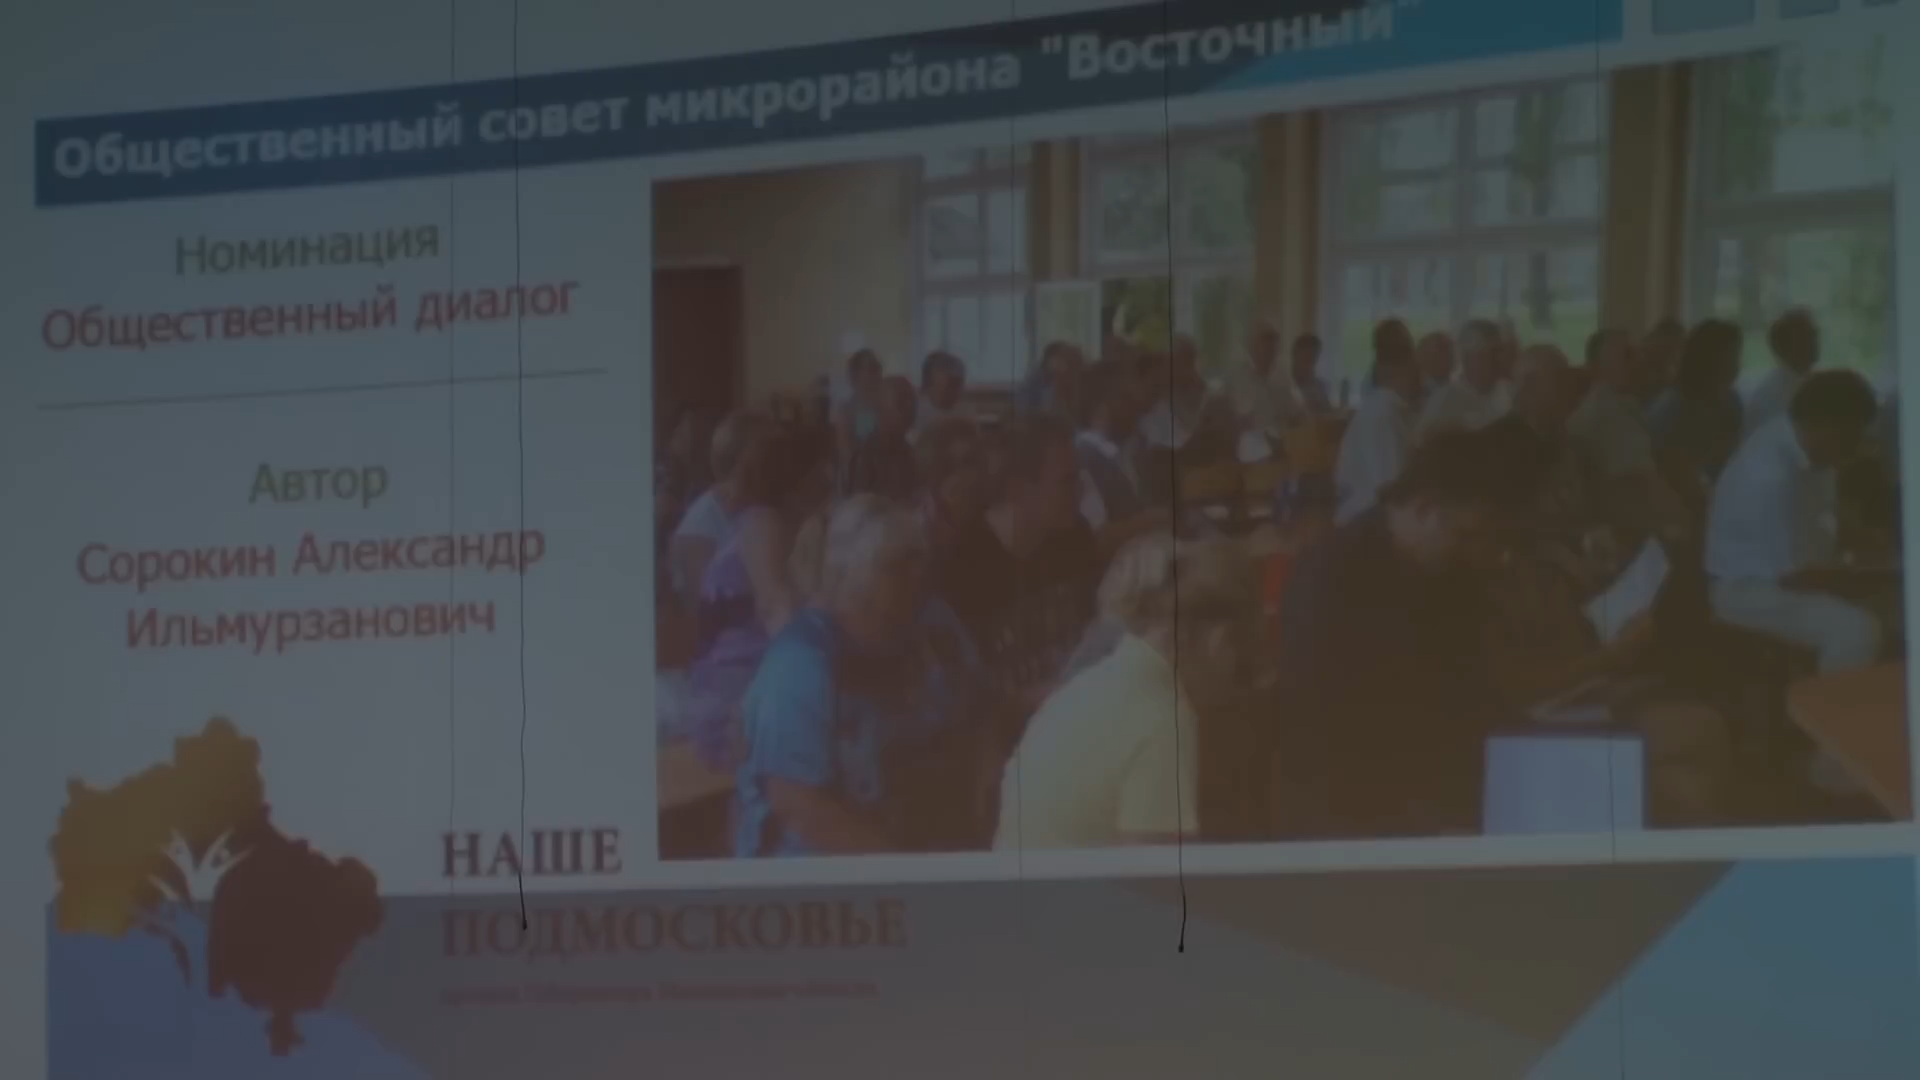 Общественный совет микрорайона "Восточный"
Номинация
Общественный диалог
Автор
Сорокин Александр
Ильмурзанович
НАШЕ
ПОДМОСКОВЬЕ